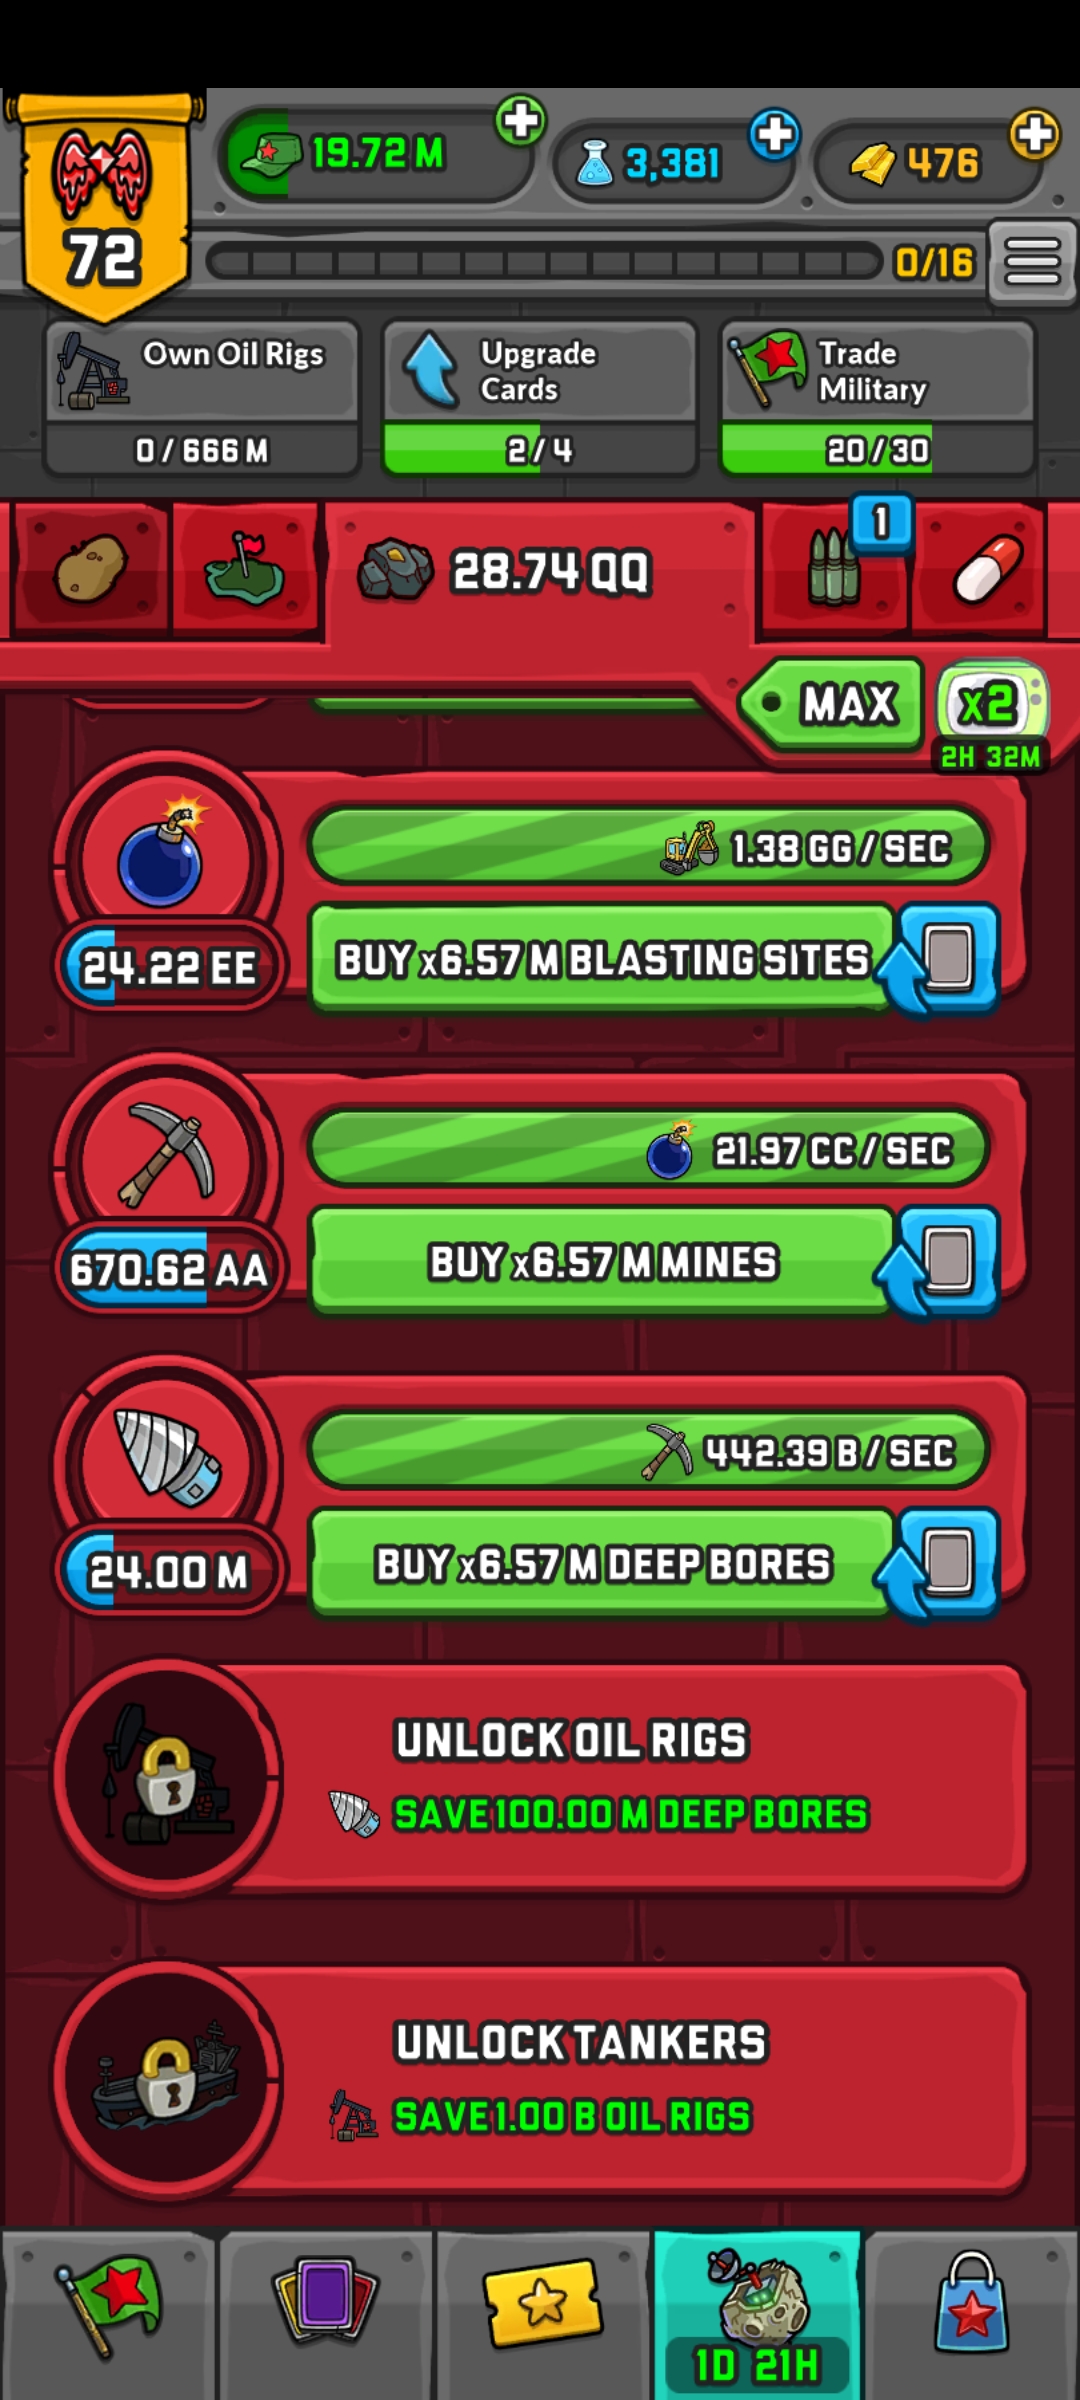 19.72 M
3,381
476
72
0/16
Own Oil Rigs
0 / 666 M
Upgrade
Cards
2 / 4
Trade
Military
20 / 30
28.74 QQ
1
MAX
x2
2H 32M
1.38 GG / SEC
24.22 EE
BUY x6.57 M BLASTING SITES
21.97 CC / SEC
670.62 AA
BUY x6.57 M MINES
442.39 B / SEC
24.00 M
BUY x6.57 M DEEP BORES
UNLOCK OIL RIGS
SAVE 100.00 M DEEP BORES
UNLOCK TANKERS
SAVE 1.00 B OIL RIGS
1D 21H